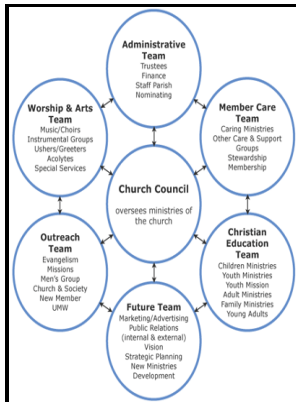 Administrative
Team
Trustees
Finance
Staff Parish
Nominating
Worship & Arts
Team
Music/Choirs
Instrumental Groups
Ushers/Greeters
Acolytes
Special Services
Member Care
Team
Caring Ministries
Other Care & Support
Groups
Stewardship
Membership
Church Council
oversees ministries of
the church
Outreach
Team
Evangelism
Missions
Men's Group
Church & Society
New Member
UMW
Christian
Education
Team
Children Ministries
Youth Ministries
Youth Mission
Adult Ministries
Family Ministries
Young Adults
Future Team
Marketing/Advertising
Public Relations
(internal & external)
Vision
Strategic Planning
New Ministries
Development